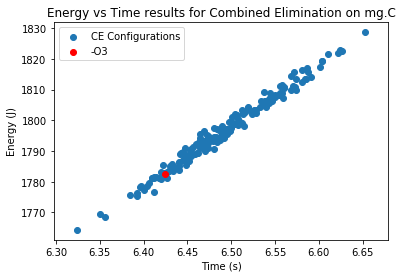 Energy vs Time results for Combined Elimination on mg.C
CE Configurations
-O3
Energy (J)
1830
1820
1810
1800
1790
1780
1770
6.30 6.35 6.40 6.45 6.50 6.55 6.60 6.65
Time (s)